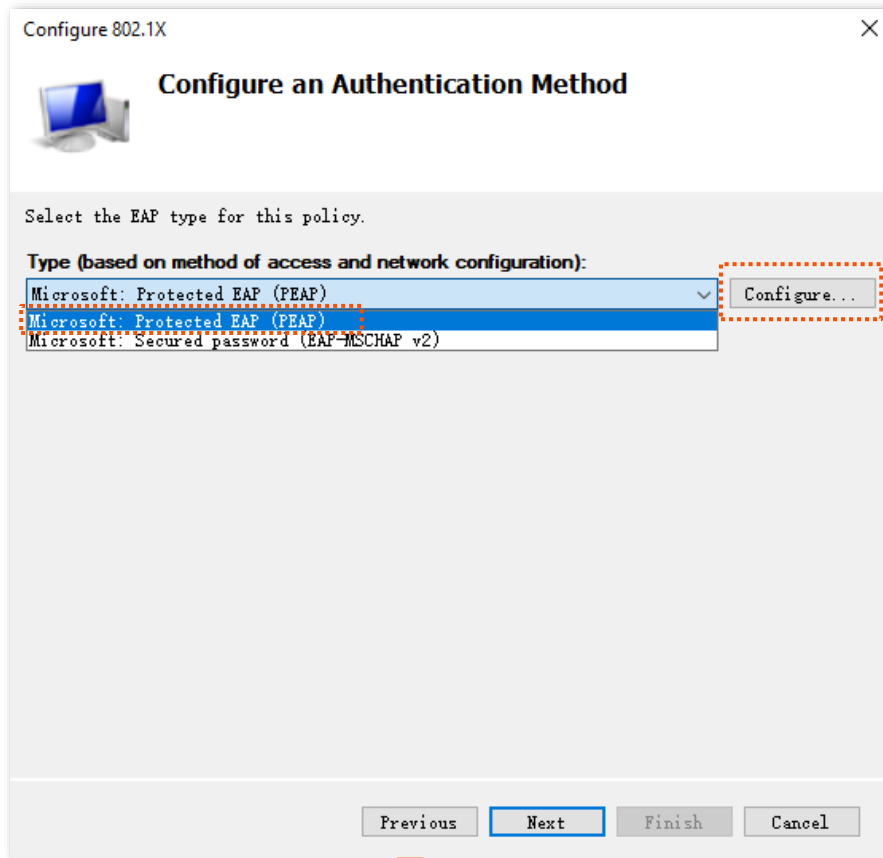 Configure 802.1X
Configure an Authentication Method
Select the EAP type for this policy.
Type (based on method of access and network configuration):
Microsoft: Protected EAP (PEAP)
Configure...
Microsoft: Protected EAP (PEAP)
Microsoft: Secured password (EAP-MSCHAP v2)
Previous
Next
Finish
Cancel